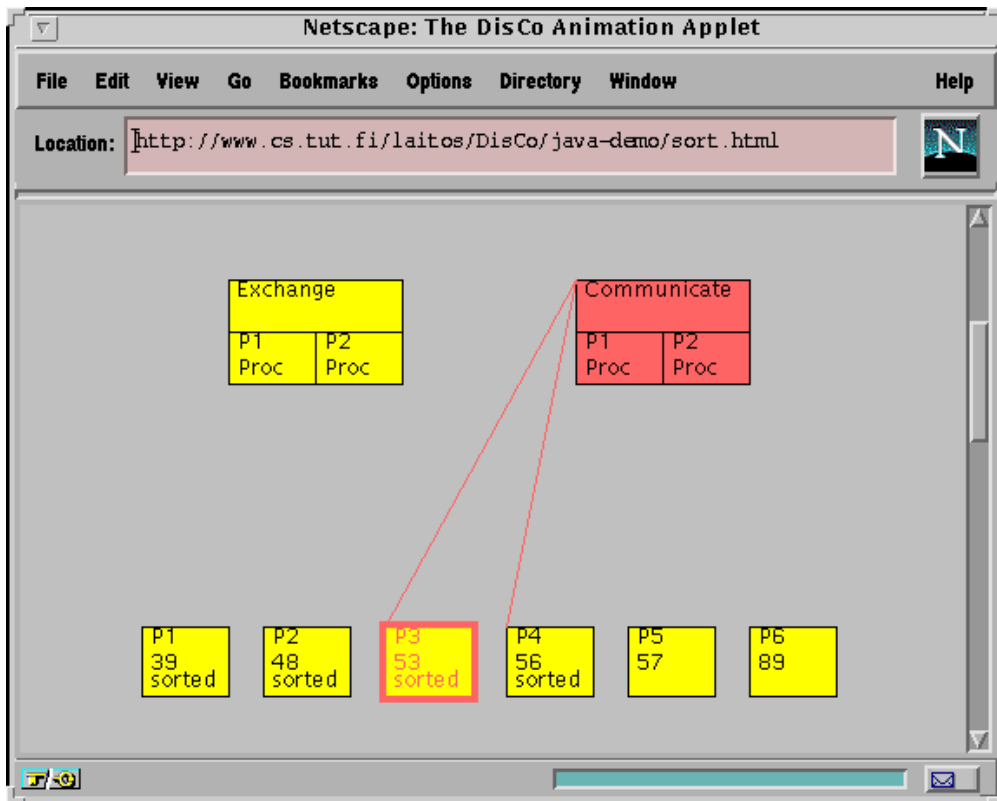 Netscape: The DisCo Animation Applet
File Edit View Go Bookmarks Options Directory Window Help
Location: http://www.cs.tut.fi/laitos/DisCo/java-demo/sort.html
N
Exchange Communicate
P1 P2 P1 P2
Proc Proc Proc Proc
P1 P2 P3 P4 P5 P6
39 48 53 56 57 89
sorted sorted sorted sorted